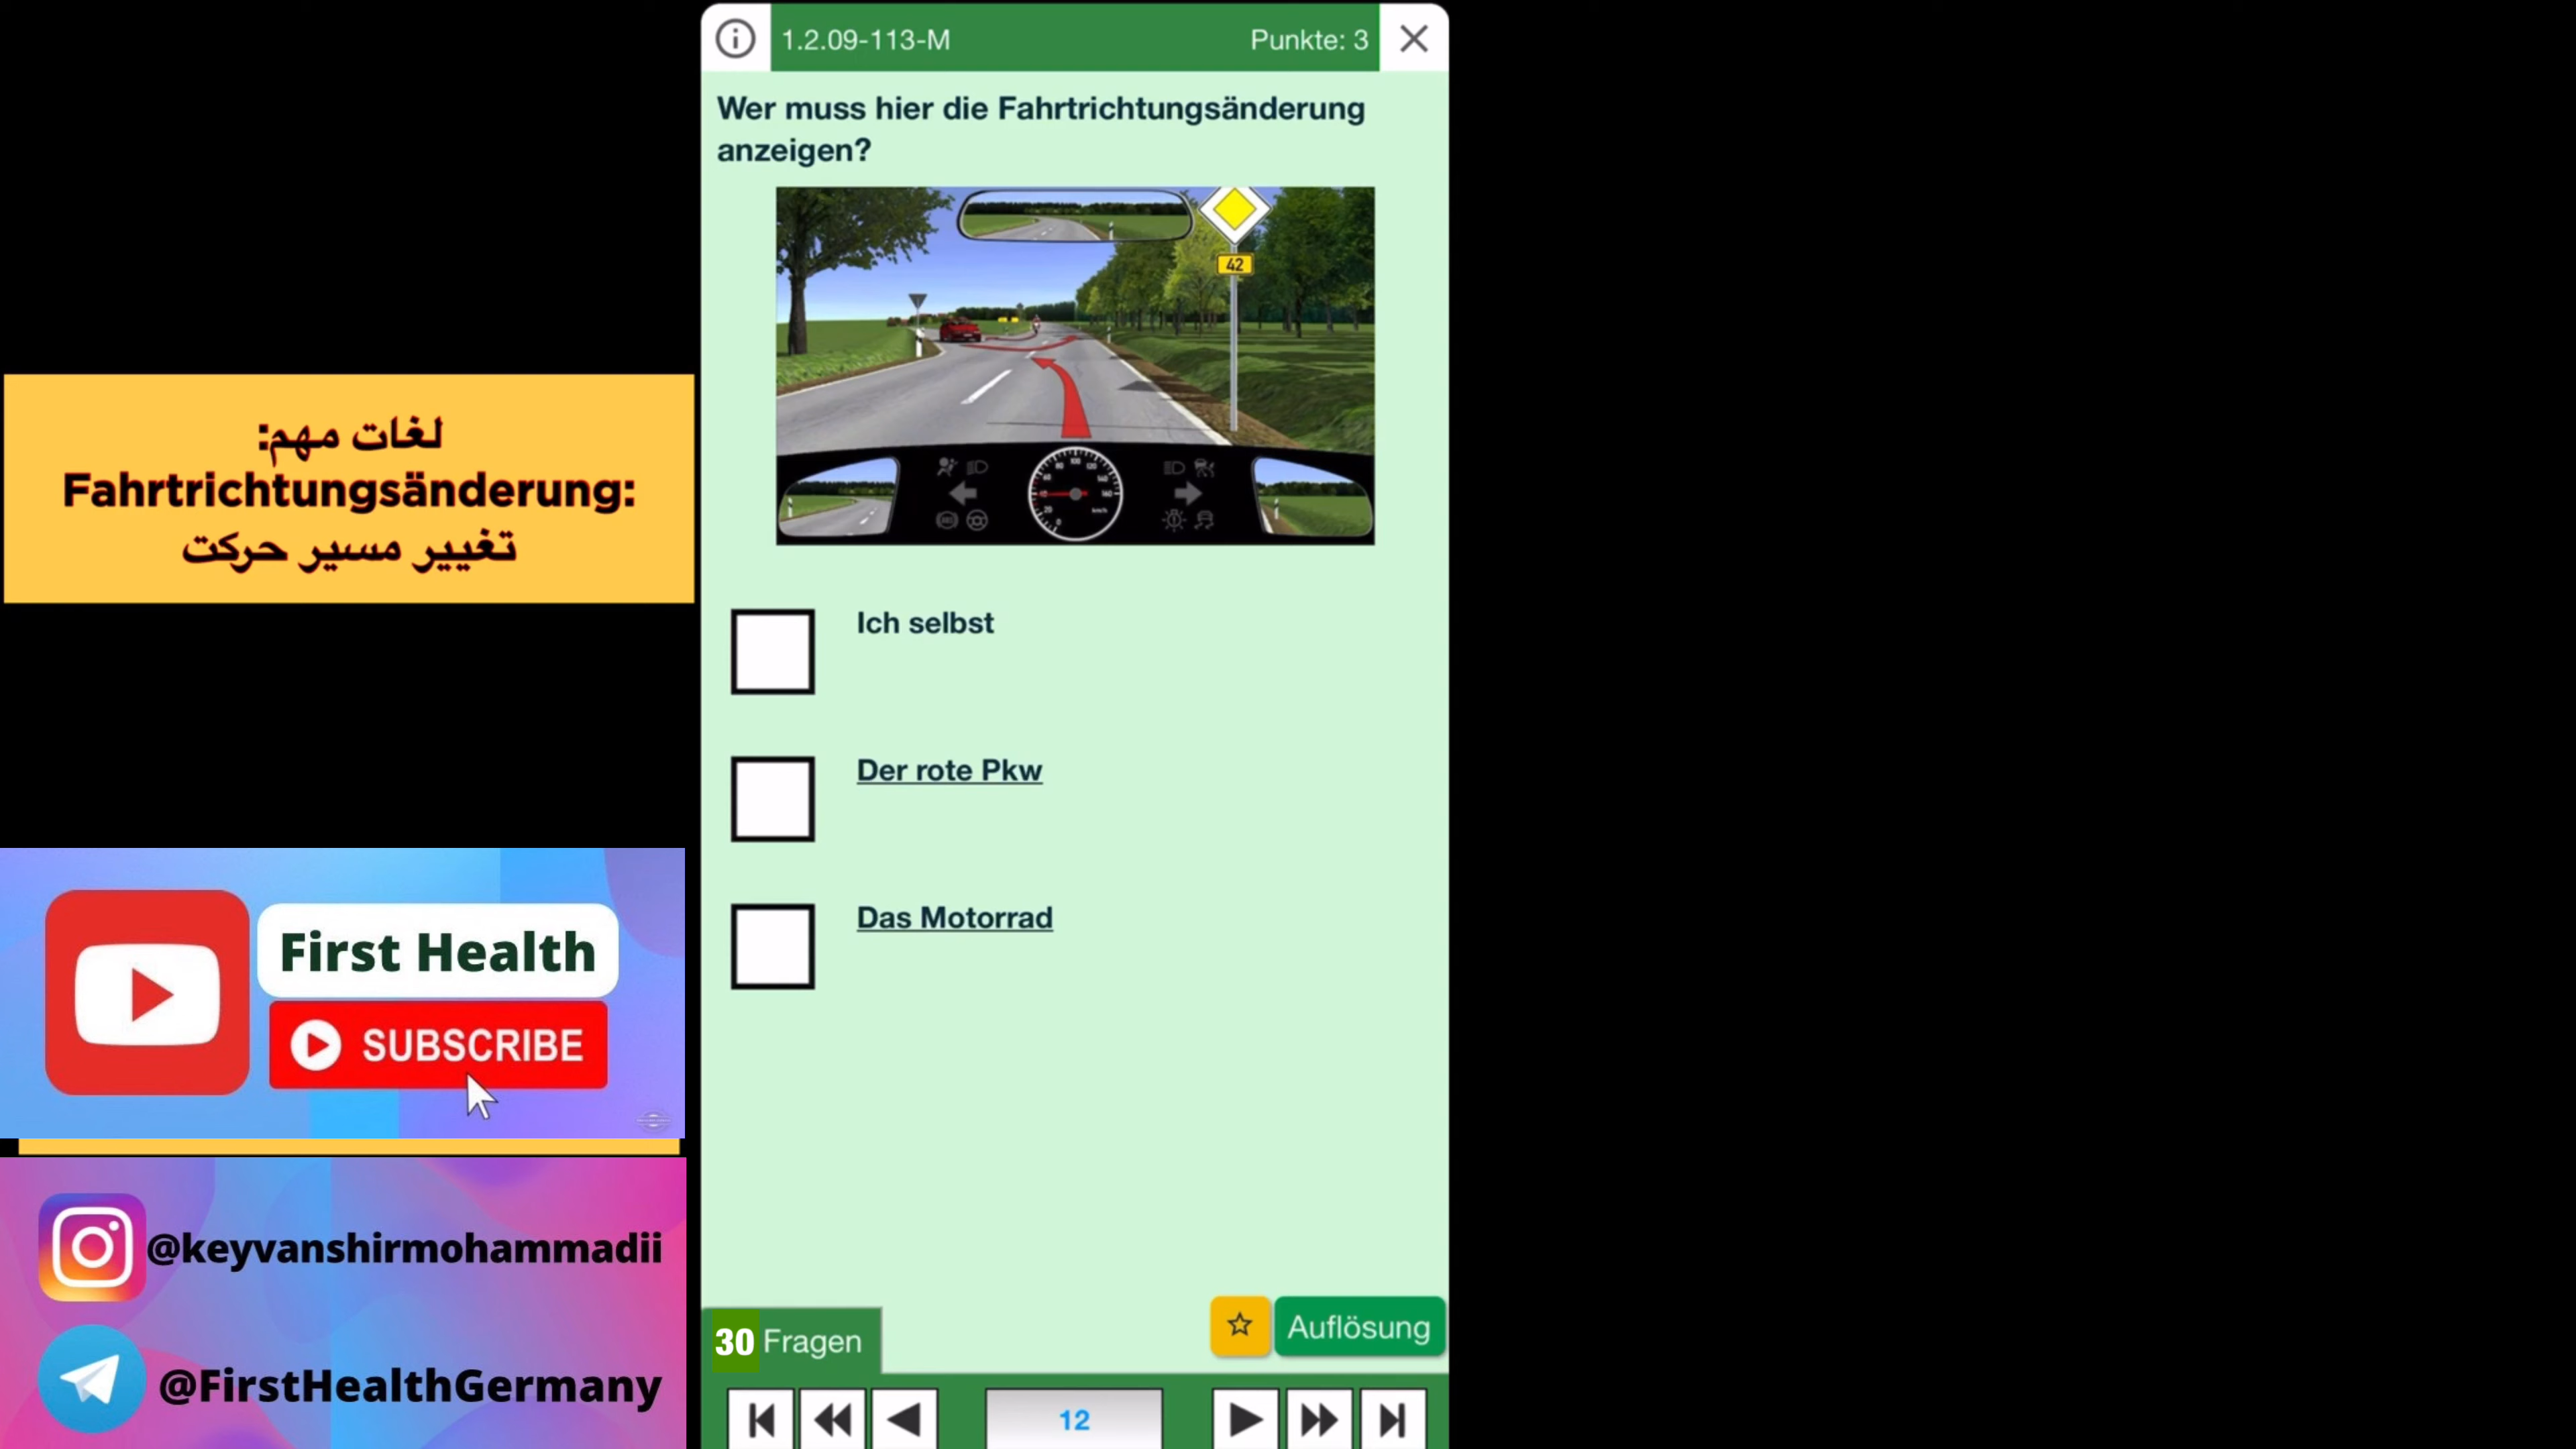 1.2.09-113-M
Punkte: 3
Wer muss hier die Fahrtrichtungsänderung
anzeigen?
42
Ich selbst
Der rote Pkw
Das Motorrad
30 Fragen
Auflösung
12
لغات مهم:
Fahrtrichtungsänderung:
تغییر مسیر حرکت
First Health
SUBSCRIBE
@keyvanshirmohammadii
@FirstHealthGermany